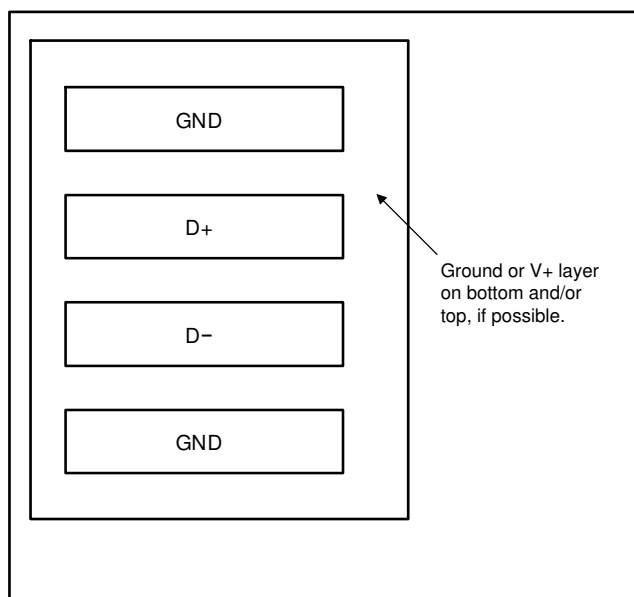 GND
D+
D−
GND
Ground or V+ layer
on bottom and/or
top, if possible.